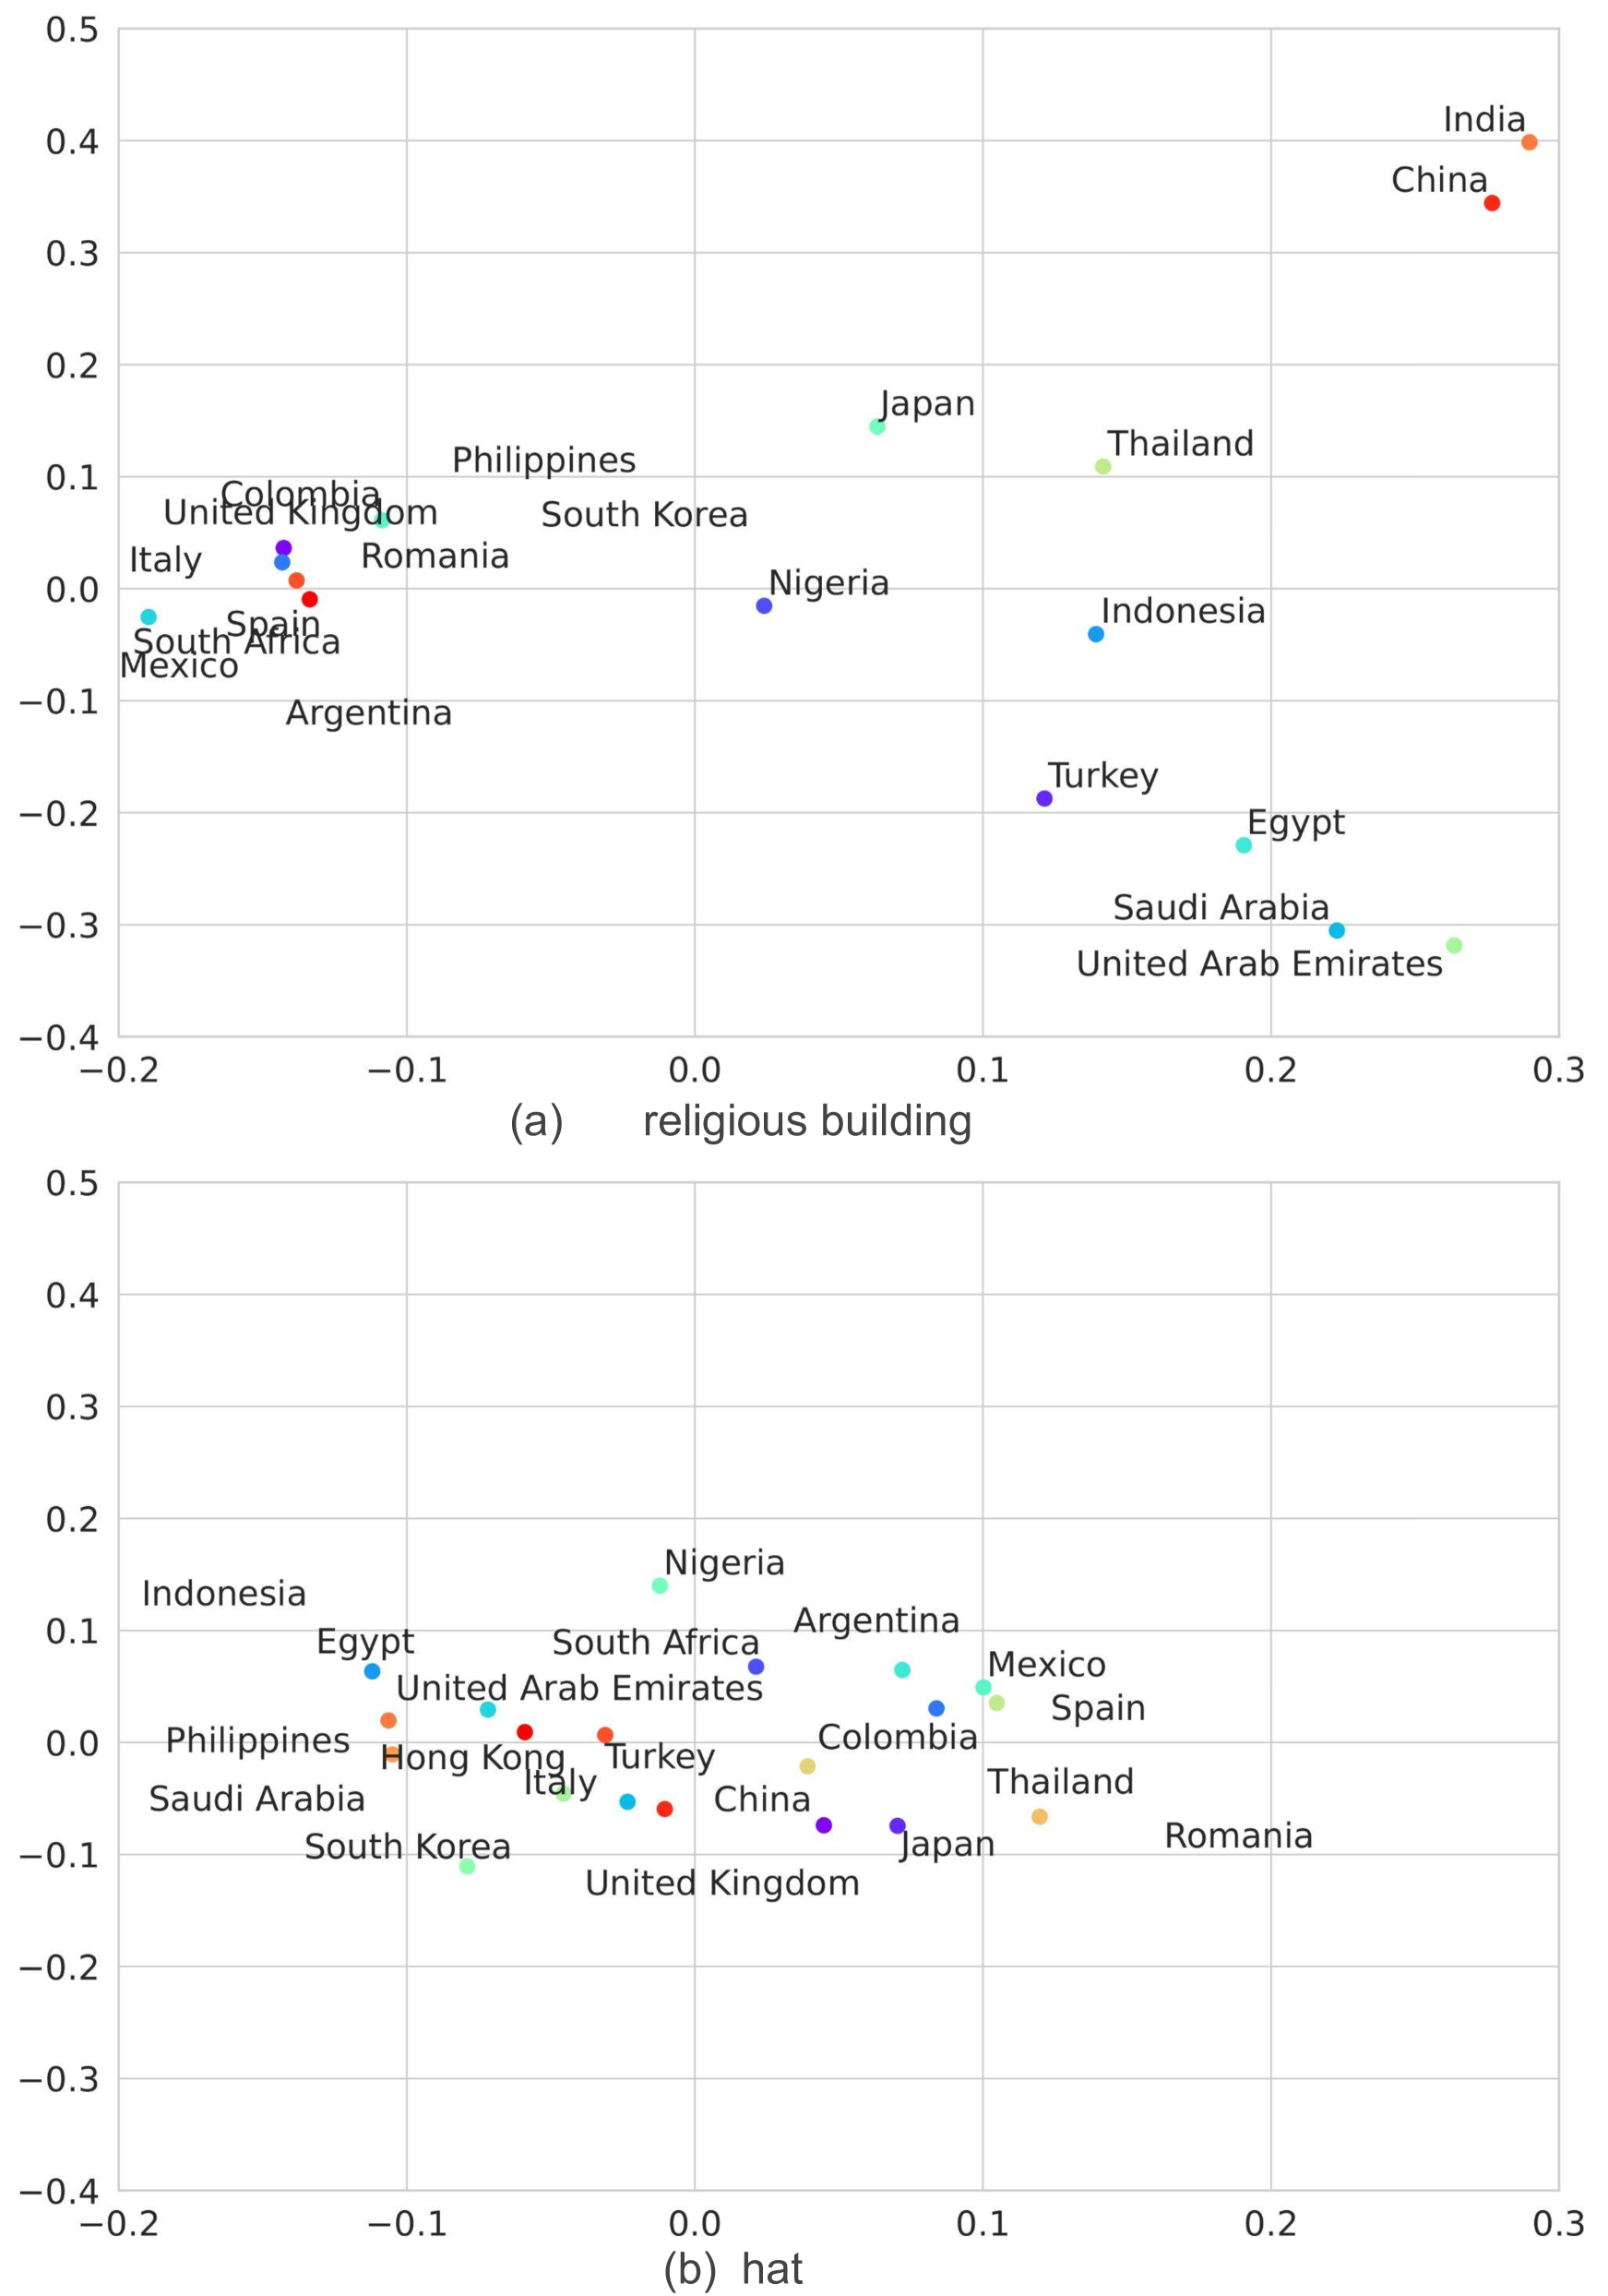 0.5
India
0.4
China
0.3
0.2
Japan
Thailand
Philippines
0.1
Colombia
United Kingdom
South Korea
Italy
Romania
Nigeria
0.0
Indonesia
Spain
South Africa
Mexico
−0.1
Argentina
Turkey
−0.2
Egypt
Saudi Arabia
−0.3
United Arab Emirates
−0.4
−0.2 −0.1 0.0 0.1 0.2 0.3
(a) religious building
0.5
0.4
0.3
0.2
Nigeria
Indonesia
0.1
Argentina
Egypt
South Africa
Mexico
United Arab Emirates
Spain
0.0
Philippines
Colombia
Hong Kong
Turkey
Italy
Thailand
Saudi Arabia
China
Romania
South Korea
Japan
−0.1
United Kingdom
−0.2
−0.3
−0.4
−0.2 −0.1 0.0 0.1 0.2 0.3
(b) hat